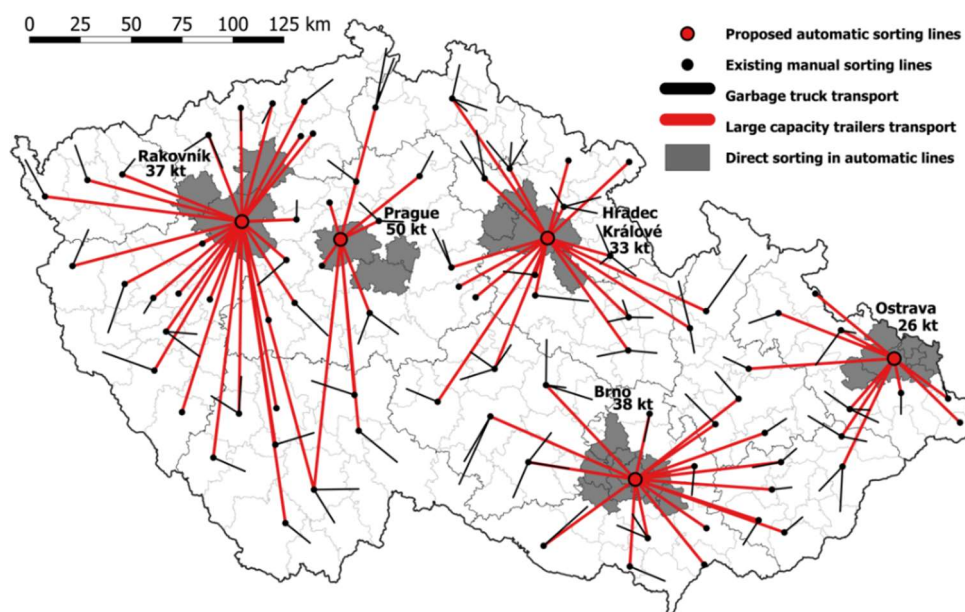 0 25 50 75 100 125 km
Proposed automatic sorting lines
Existing manual sorting lines
Garbage truck transport
Large capacity trailers transport
Direct sorting in automatic lines
Rakovník
37 kt
Prague
50 kt
Hradec
Králové
33 kt
Ostrava
26 kt
Brno
38 kt